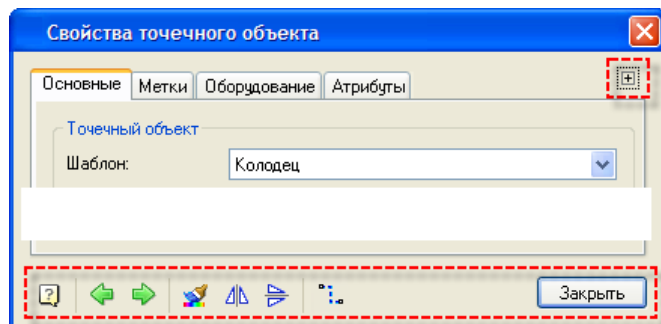 Свойства точечного объекта
Основные Метки Оборудование Атрибуты
Точечный объект
Шаблон: Колодец
Закрыть